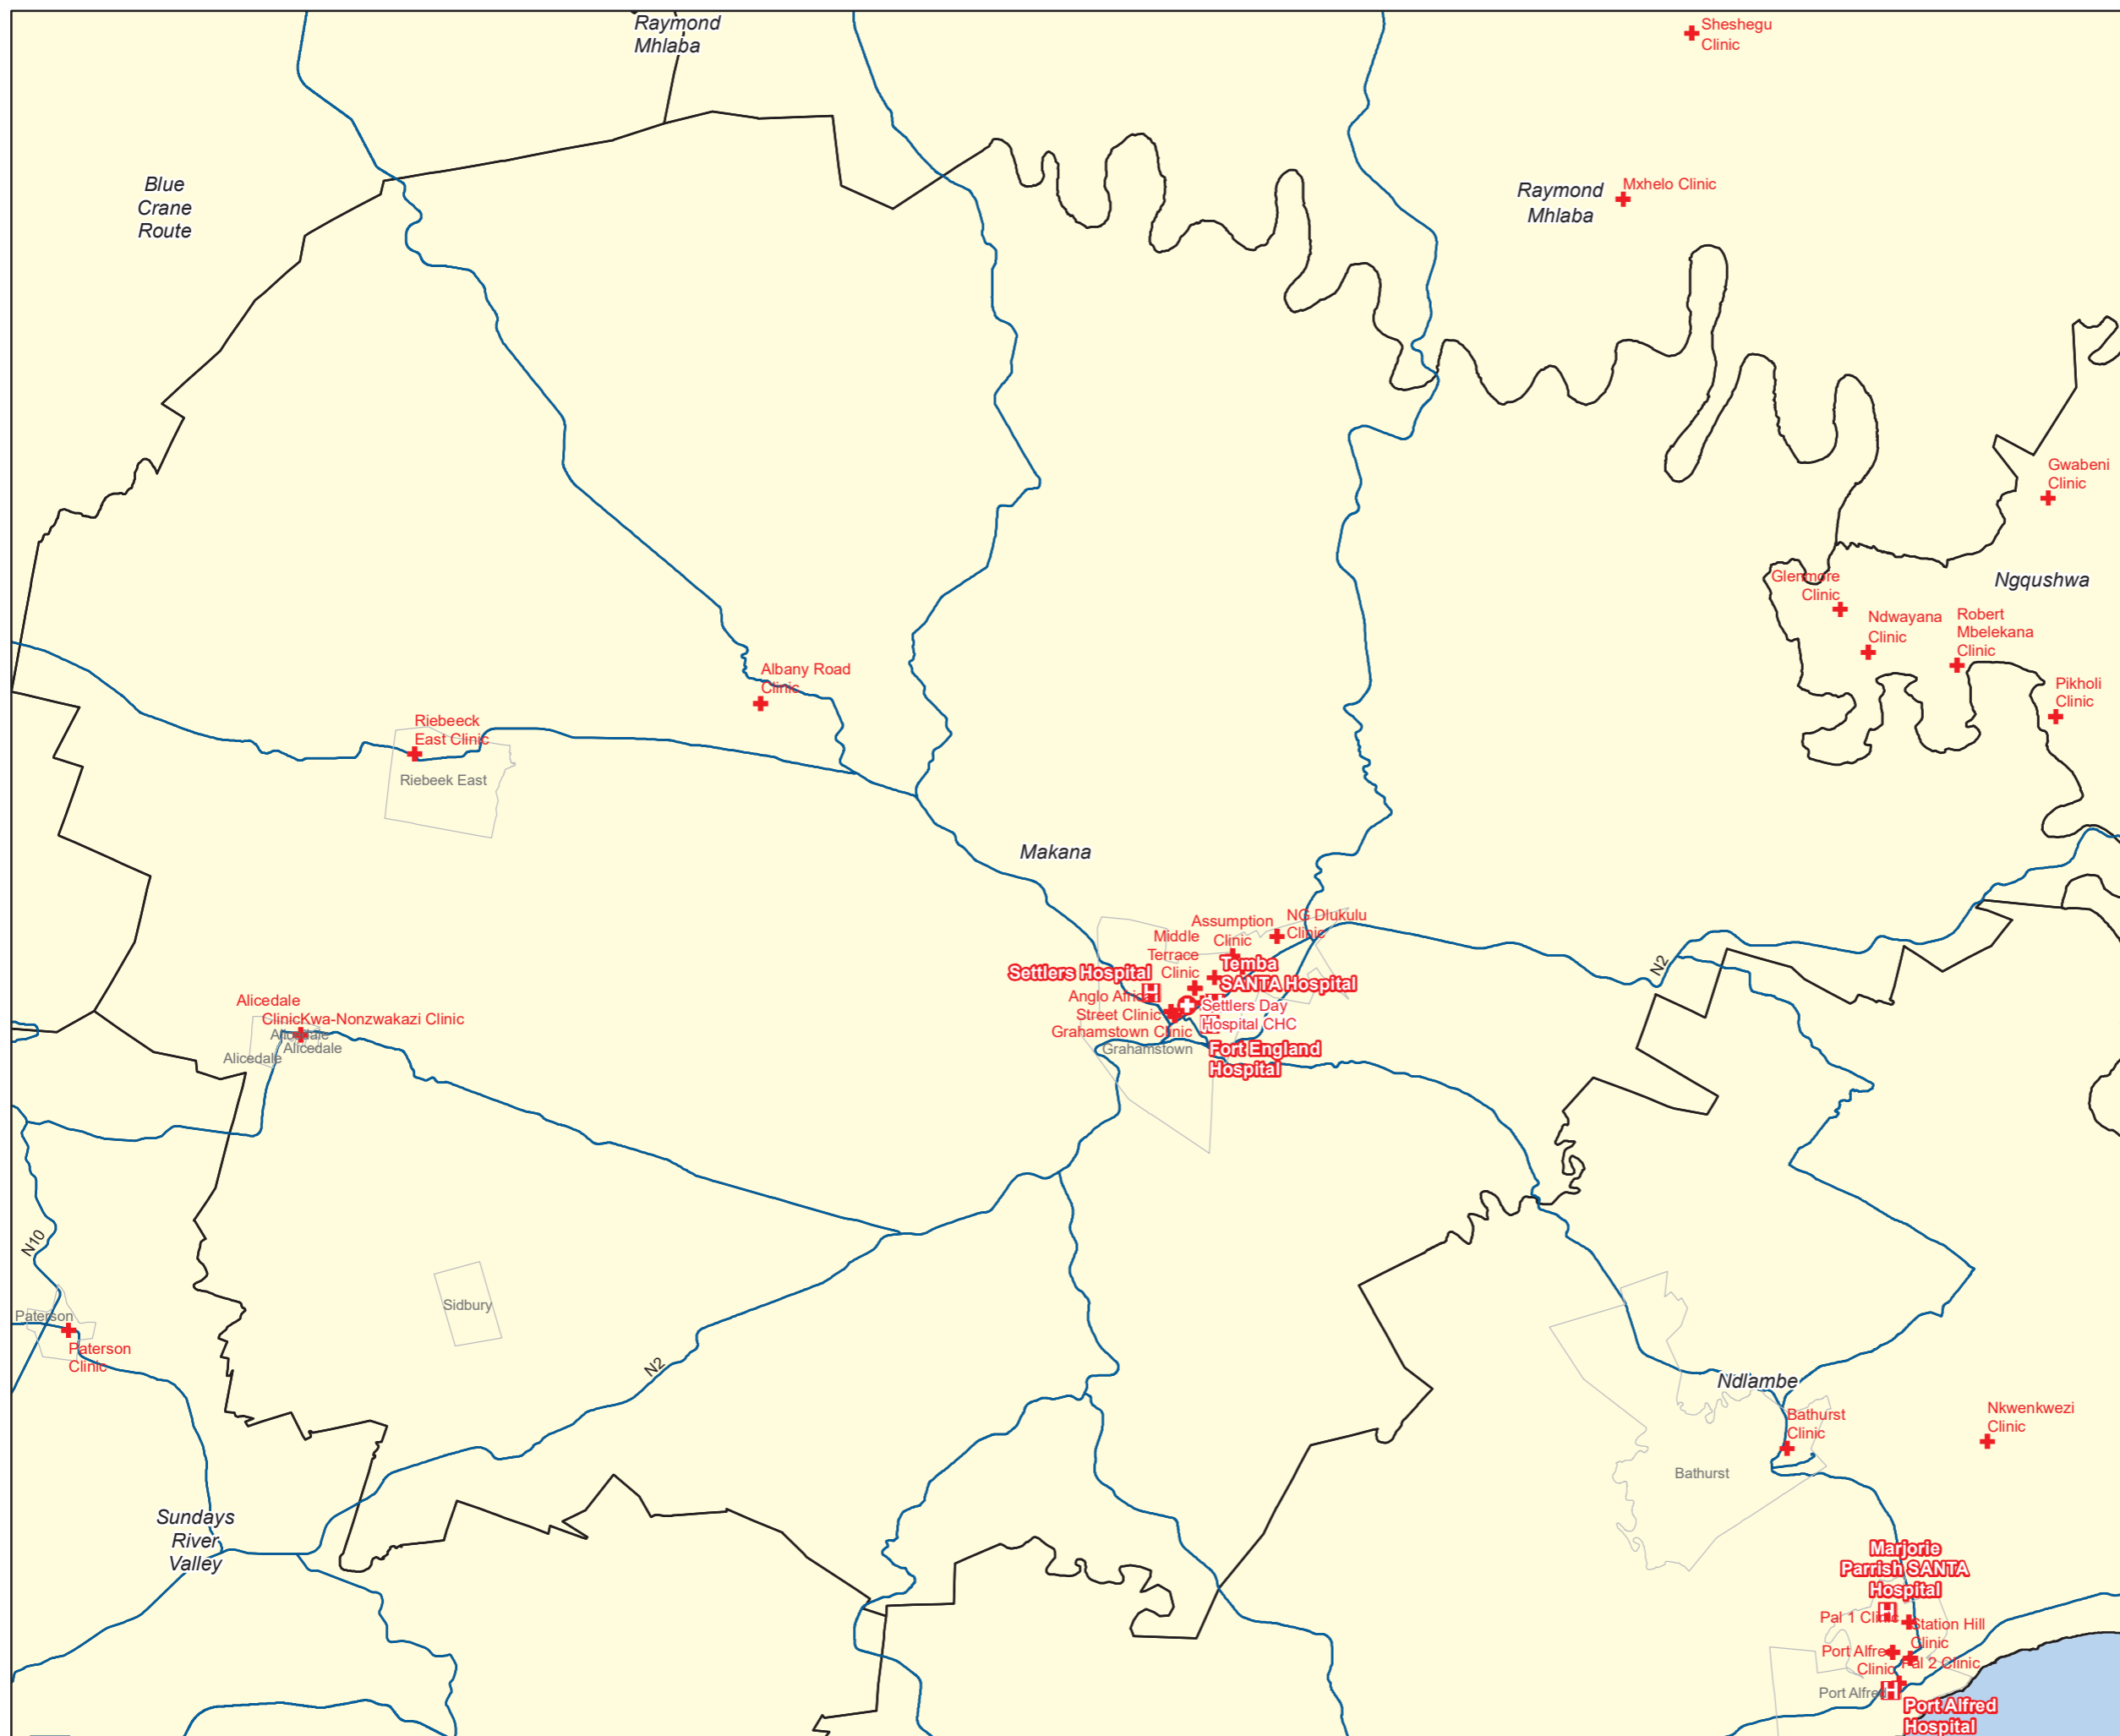 Raymond
Mhlaba
Sheshegu
Clinic
Blue
Crane
Route
Raymond
Mhlaba
Mxhelo Clinic
Gwabeni
Clinic
Glenmore
Clinic
Ngqushwa
Ndwayana
Clinic
Robert
Mbelekana
Clinic
Albany Road
Clinic
Pikholi
Clinic
Riebeeck
East Clinic
Riebeek East
Makana
Assumption
Clinic
NG Dlukulu
Clinic
Middle
Terrace
Clinic
Temba
SANTA Hospital
Settlers Hospital
N2
Anglo African
Street Clinic
Settlers Day
Hospital CHC
Grahamstown Clinic
Grahamstown
Fort England
Hospital
Alicedale
ClinicKwa-Nonzwakazi Clinic
Alicedale
Alicedale
Alicedale
N10
Sidbury
Paterson
Paterson
Clinic
N2
Ndlambe
Bathurst
Clinic
Nkwenkwezi
Clinic
Bathurst
Sundays
River
Valley
Marjorie
Parrish SANTA
Hospital
H
H
H
Pal 1 Clinic
Station Hill
Clinic
Port Alfred
Clinic
Pal 2 Clinic
Port Alfred
H
Port Alfred
Hospital